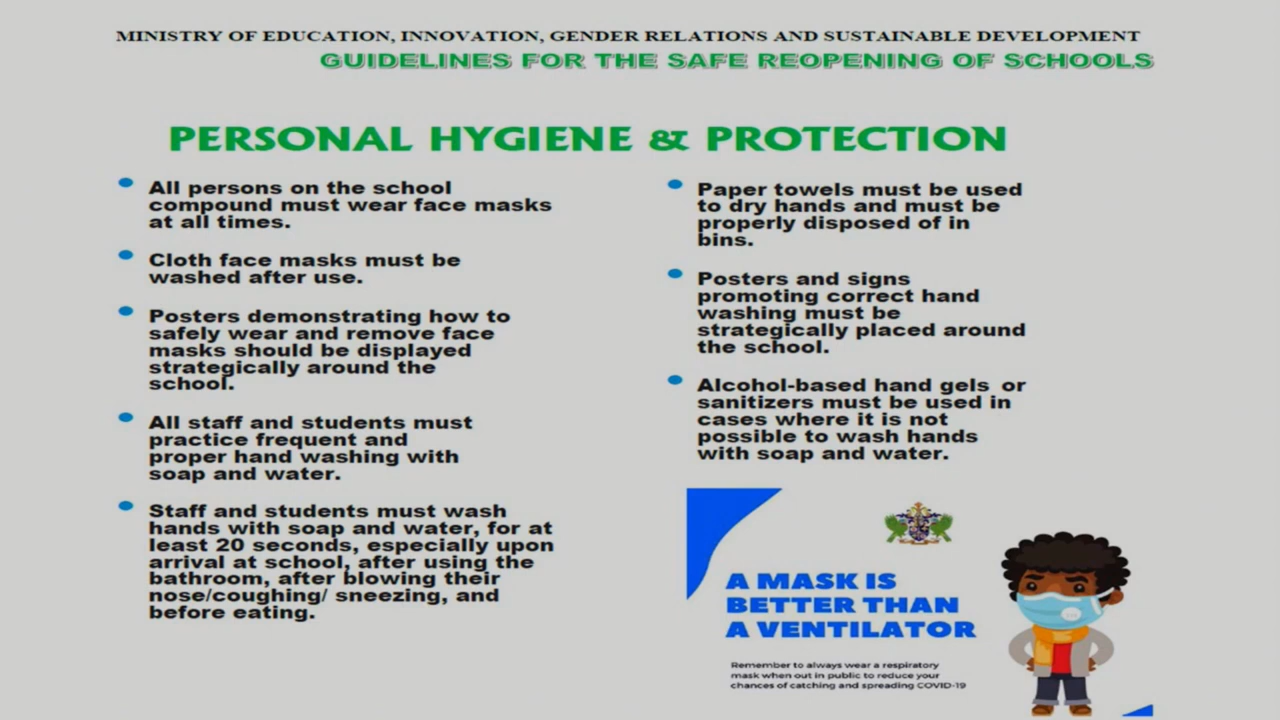 MINISTRY OF EDUCATION, INNOVATION, GENDER RELATIONS AND SUSTAINABLE DEVELOPMENT
GUIDELINES FOR THE SAFE REOPENING OF SCHOOLS
PERSONAL HYGIENE & PROTECTION
All persons on the school
compound must wear face masks
at all times.
Cloth face masks must be
washed after use.
Posters demonstrating how to
safely wear and remove face
masks should be displayed
strategically around the
school.
All staff and students must
practice frequent and
proper hand washing with
soap and water.
Staff and students must wash
hands with soap and water, for at
least 20 seconds, especially upon
arrival at school, after using the
bathroom, after blowing their
nose/coughing/ sneezing, and
before eating.
Paper towels must be used
to dry hands and must be
properly disposed of in
bins.
Posters and signs
promoting correct hand
washing must be
strategically placed around
the school.
Alcohol-based hand gels or
sanitizers must be used in
cases where it is not
possible to wash hands
with soap and water.
A MASK IS
BETTER THAN
A VENTILATOR
Remember to always wear a respiratory
mask when out in public to reduce your
chances of catching and spreading COVID-19